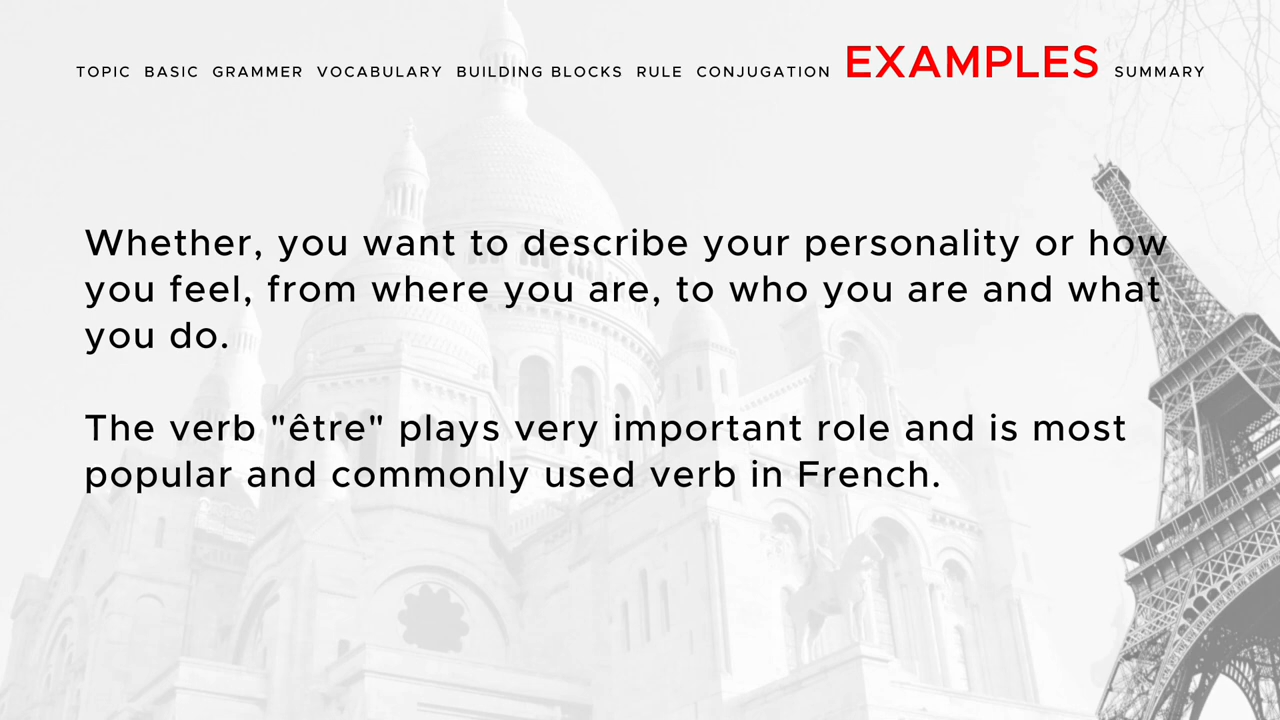 TOPIC BASIC GRAMMER VOCABULARY BUILDING BLOCKS RULE CONJUGATION EXAMPLES SUMMARY
Whether, you want to describe your personality or how
you feel, from where you are, to who you are and what
you do.
The verb "être" plays very important role and is most
popular and commonly used verb in French.